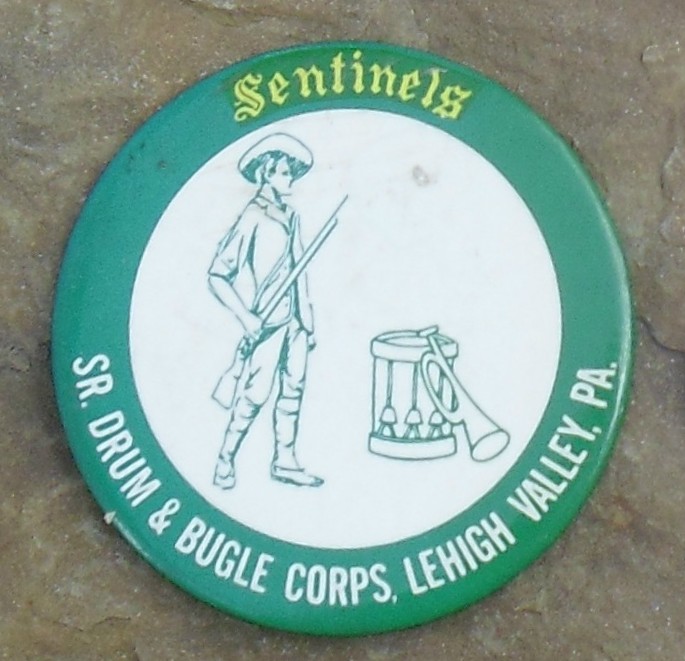 Sentinels
SR. DRUM & BUGLE CORPS, LEHIGH VALLEY, PA.